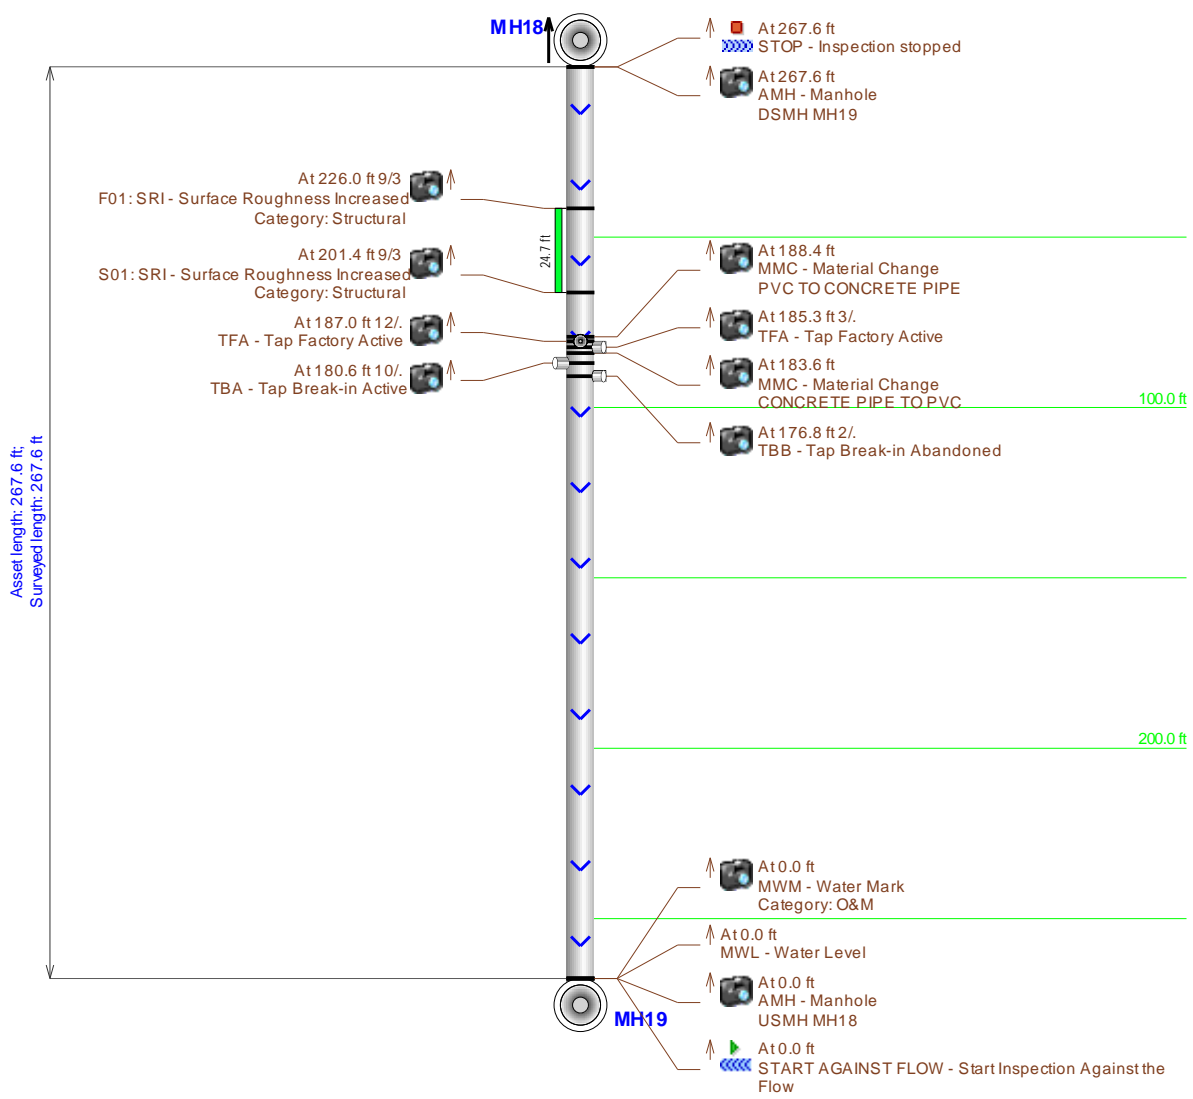 MH18
At 267.6 ft
STOP - Inspection stopped
At 267.6 ft
AMH - Manhole
DSMH MH19
At 226.0 ft 9/3
F01: SRI - Surface Roughness Increased
Category: Structural
At 201.4 ft 9/3
S01: SRI - Surface Roughness Increased
Category: Structural
24.7 ft
At 188.4 ft
MMC - Material Change
PVC TO CONCRETE PIPE
At 187.0 ft 12/.
TFA - Tap Factory Active
At 185.3 ft 3/.
TFA - Tap Factory Active
At 180.6 ft 10/.
TBA - Tap Break-in Active
At 183.6 ft
MMC - Material Change
CONCRETE PIPE TO PVC
100.0 ft
At 176.8 ft 2/.
TBB - Tap Break-in Abandoned
Asset length: 267.6 ft;
Surveyed length: 267.6 ft
200.0 ft
At 0.0 ft
MWM - Water Mark
Category: O&M
At 0.0 ft
MWL - Water Level
At 0.0 ft
AMH - Manhole
USMH MH18
MH19
At 0.0 ft
START AGAINST FLOW - Start Inspection Against the
Flow